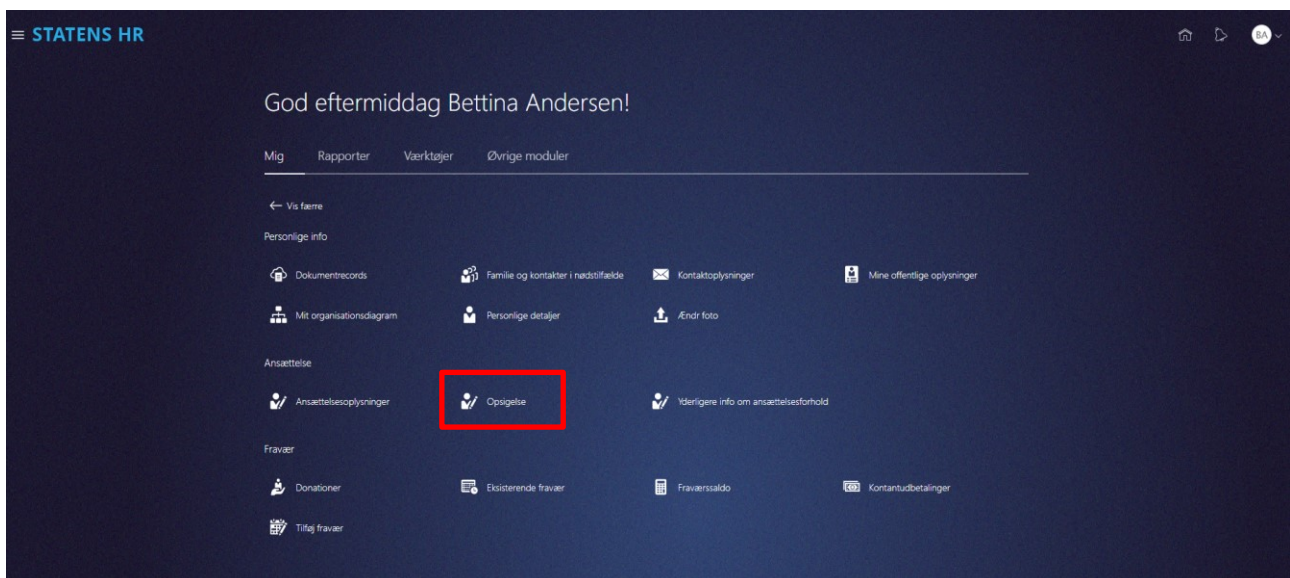 STATENS HR
BA
God eftermiddag Bettina Andersen!
Mig Rapporter Værktøjer Øvrige moduler
Vis færre
Personlige info
Dokumentrecords Familie og kontakter i nødstilfælde Kontaktoplysninger Mine offentlige oplysninger
Mit organisationsdiagram Personlige detaljer Ændr foto
Ansættelse
Ansættelsesoplysninger Opsigelse Yderligere info om ansættelsesforhold
Fravær
Donationer Eksisterende fravær Fraværssaldo Kontantudbetalinger
Tilføj fravær